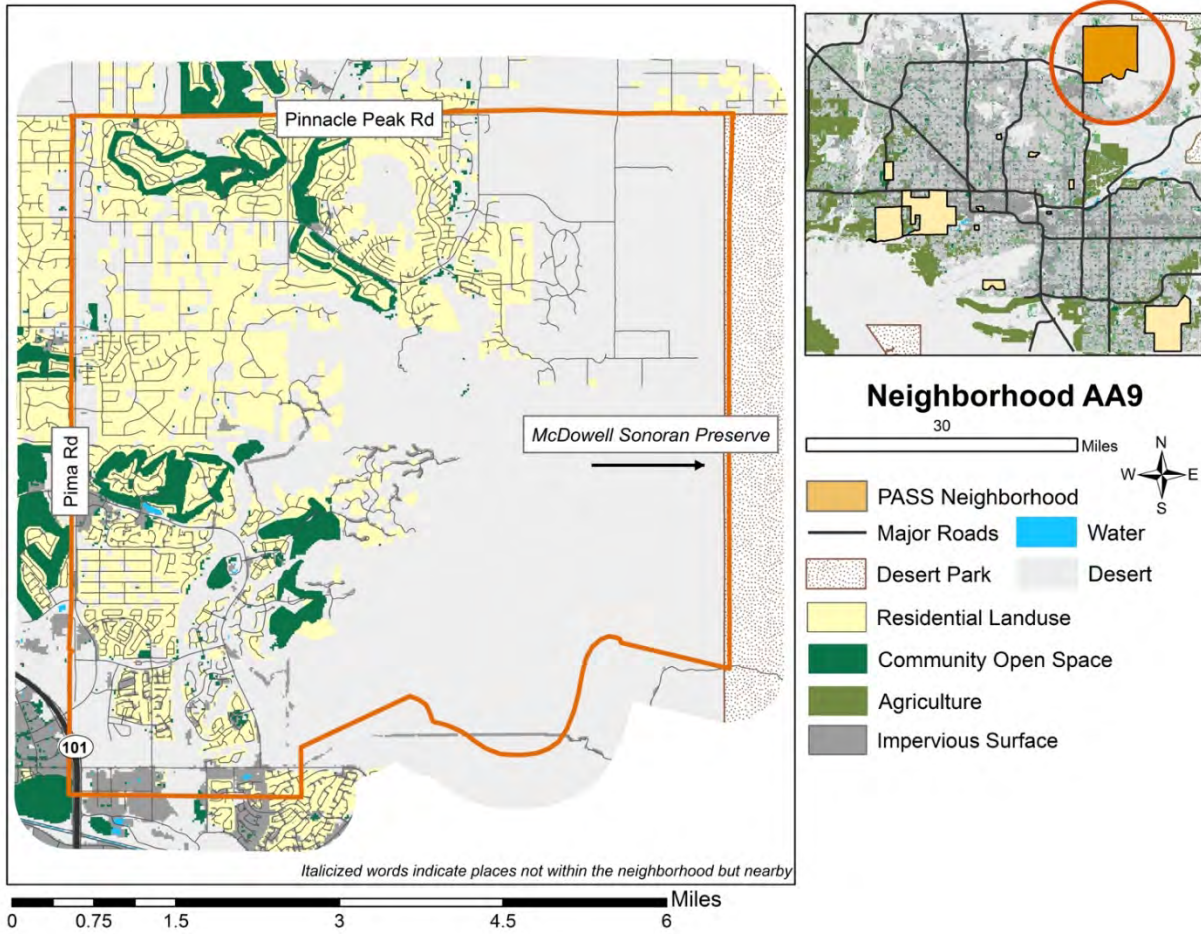 Pinnacle Peak Rd
Pima Rd
McDowell Sonoran Preserve
101
Italicized words indicate places not within the neighborhood but nearby
Miles
0 0.75 1.5 3 4.5 6
Neighborhood AA9
30
Miles
N
W E
S
PASS Neighborhood
Major Roads
Water
Desert Park
Desert
Residential Landuse
Community Open Space
Agriculture
Impervious Surface